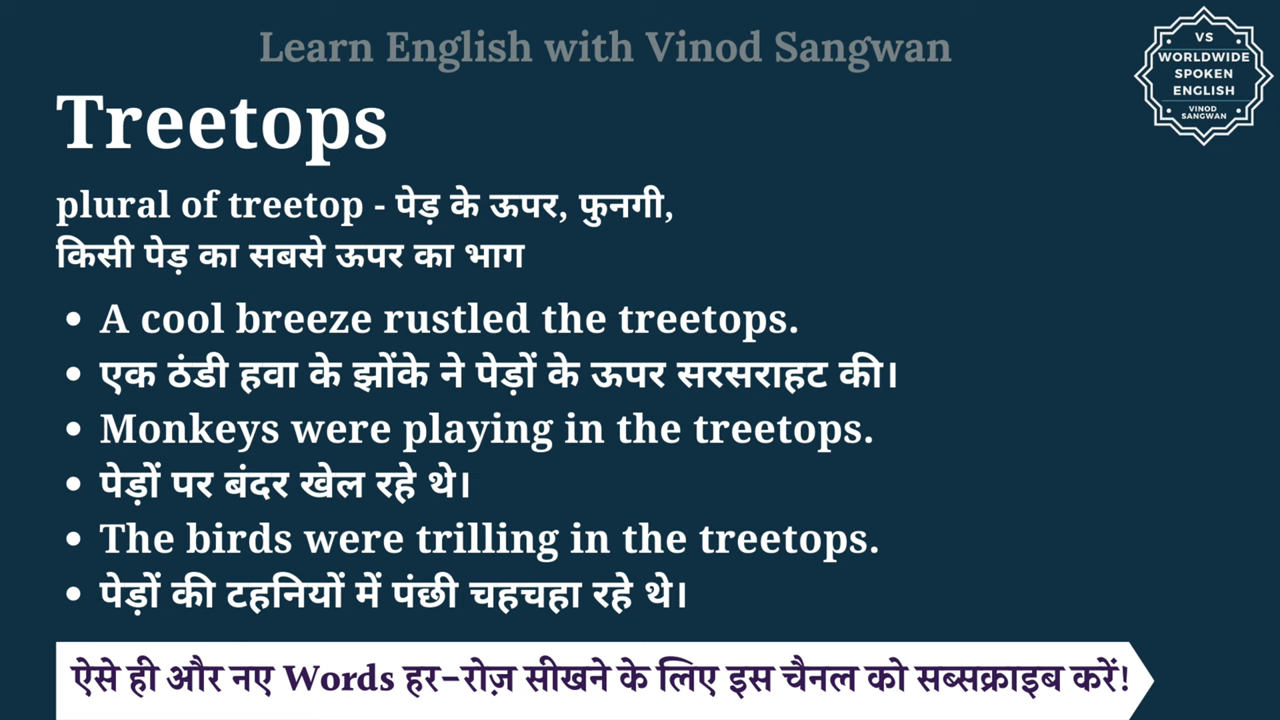 Learn English with Vinod Sangwan
VS
WORLDWIDE
SPOKEN
ENGLISH
VINOD
SANGWAN
Treetops
plural of treetop - पेड़ के ऊपर, फुनगी,
किसी पेड़ का सबसे ऊपर का भाग
• A cool breeze rustled the treetops.
• एक ठंडी हवा के झोंके ने पेड़ों के ऊपर सरसराहट की।
• Monkeys were playing in the treetops.
• पेड़ों पर बंदर खेल रहे थे।
• The birds were trilling in the treetops.
• पेड़ों की टहनियों में पंछी चहचहा रहे थे।
ऐसे ही और नए Words हर-रोज़ सीखने के लिए इस चैनल को सब्सक्राइब करें!